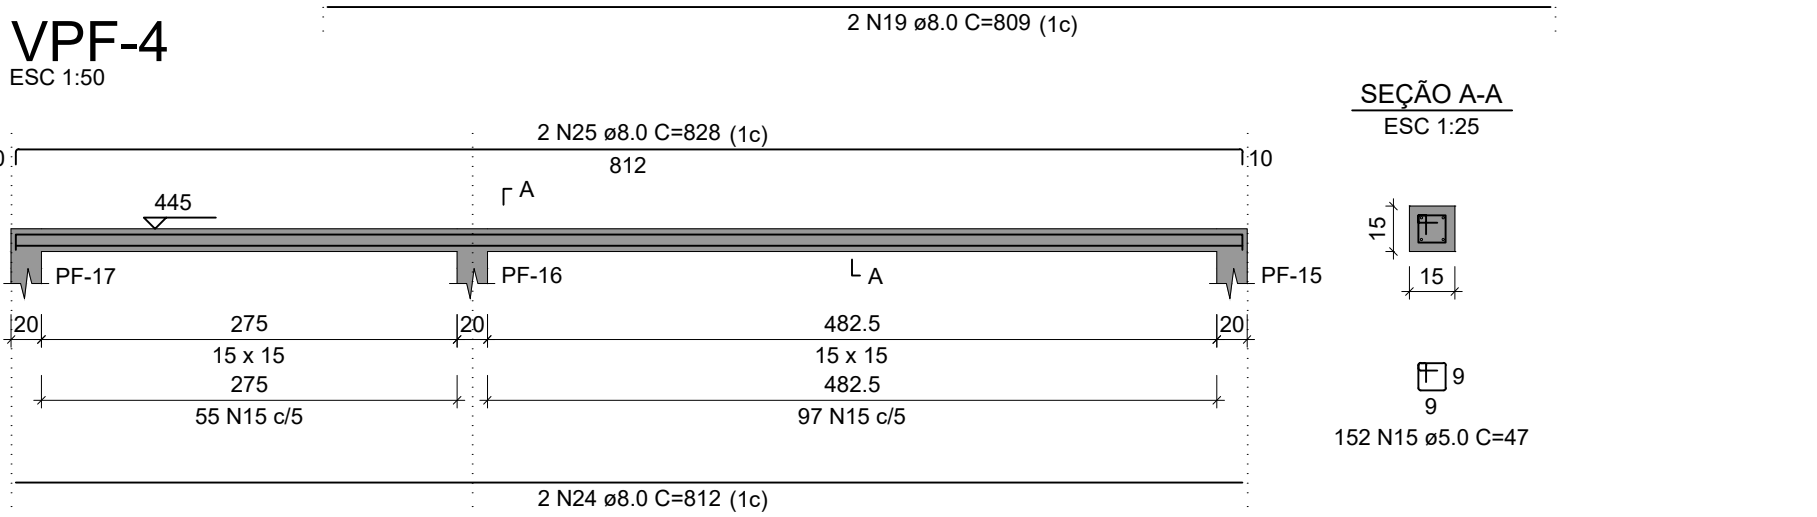 2 N19 ø8.0 C=809 (1c)
VPF-4
ESC 1:50
SEÇÃO A-A
ESC 1:25
2 N25 ø8.0 C=828 (1c)
0
812
10
A
445
PF-17
PF-16
A
PF-15
15
15
20
275
20
482.5
20
15 x 15
15 x 15
275
482.5
55 N15 c/5
97 N15 c/5
9
9
152 N15 ø5.0 C=47
2 N24 ø8.0 C=812 (1c)